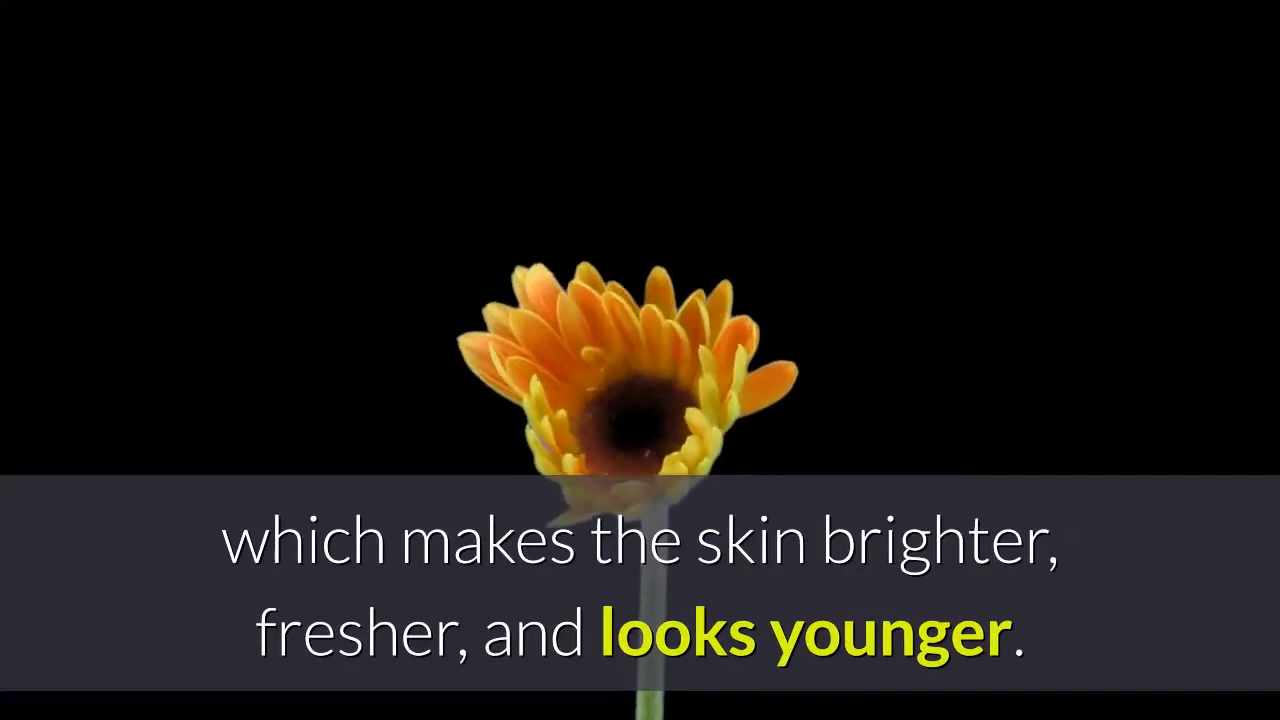 which makes the skin brighter,
fresher, and looks younger.